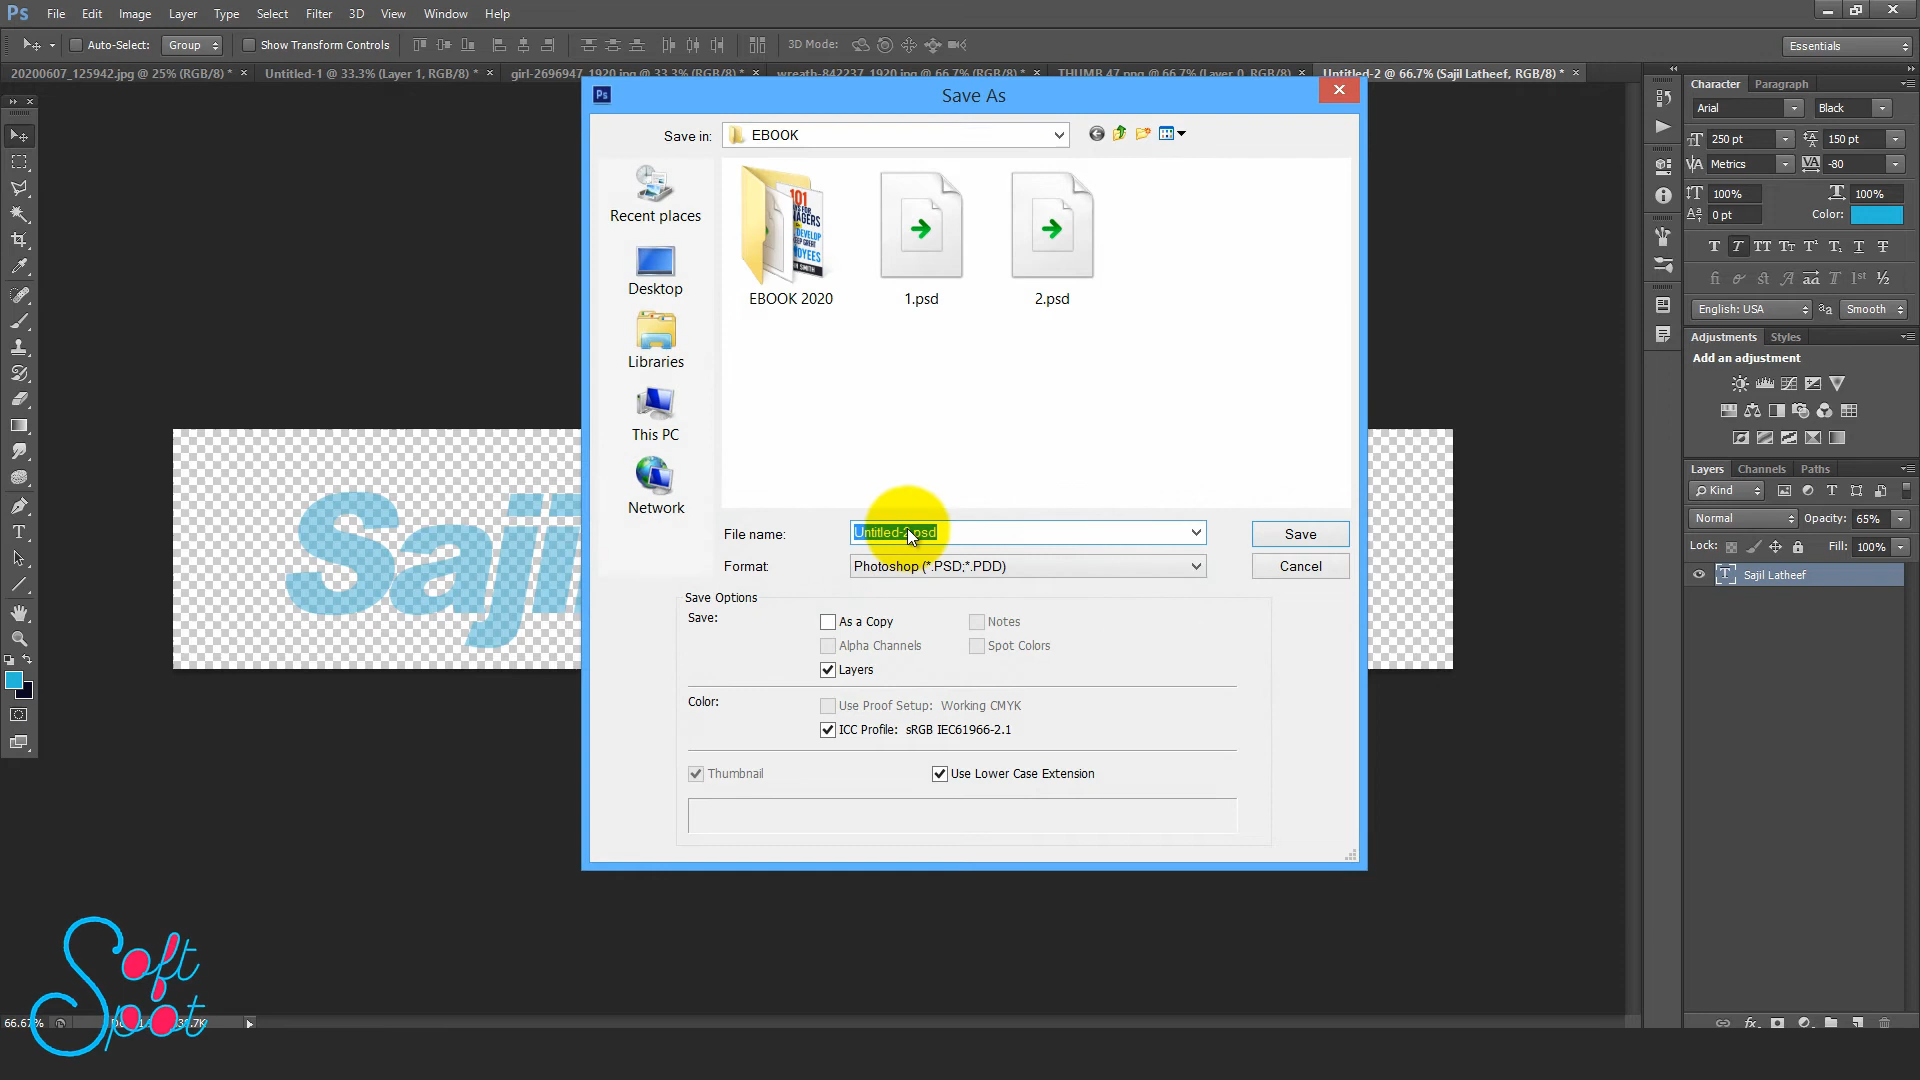 Ps File Edit Image Layer Type Select Filter 3D View Window Help
Auto-Select: Group Show Transform Controls 3D Mode: Essentials
20200607_125942.jpg @ 25% (RGB/8) * × Untitled-1 @ 33.3% (Layer 1, RGB/8) * × girl-2696947_1920.jpg @ 33.3% (RGB/8) * × wreath-842237_1920.jpg @ 66.7% (RGB/8) * × THUMB 47.png @ 66.7% (Layer 0, RGB/8) × Untitled-2 @ 66.7% (Sajil Latheef, RGB/8) * ×
Ps Save As
Save in: EBOOK
Recent places
Desktop
Libraries
This PC
Network
101
EBOOK 2020 1.psd 2.psd
File name: Untitled-2.psd Save
Format: Photoshop (*.PSD;*.PDD) Cancel
Save Options
Save: As a Copy Notes
Alpha Channels Spot Colors
Layers
Color: Use Proof Setup: Working CMYK
ICC Profile: sRGB IEC61966-2.1
Thumbnail Use Lower Case Extension
Saji
Character Paragraph
Arial Black
250 pt 150 pt
Metrics -80
100% 100%
0 pt Color:
English: USA Smooth
Adjustments Styles
Add an adjustment
Layers Channels Paths
Kind
Normal Opacity: 65%
Lock: Fill: 100%
Sajil Latheef
Soft
Spot
66.67%